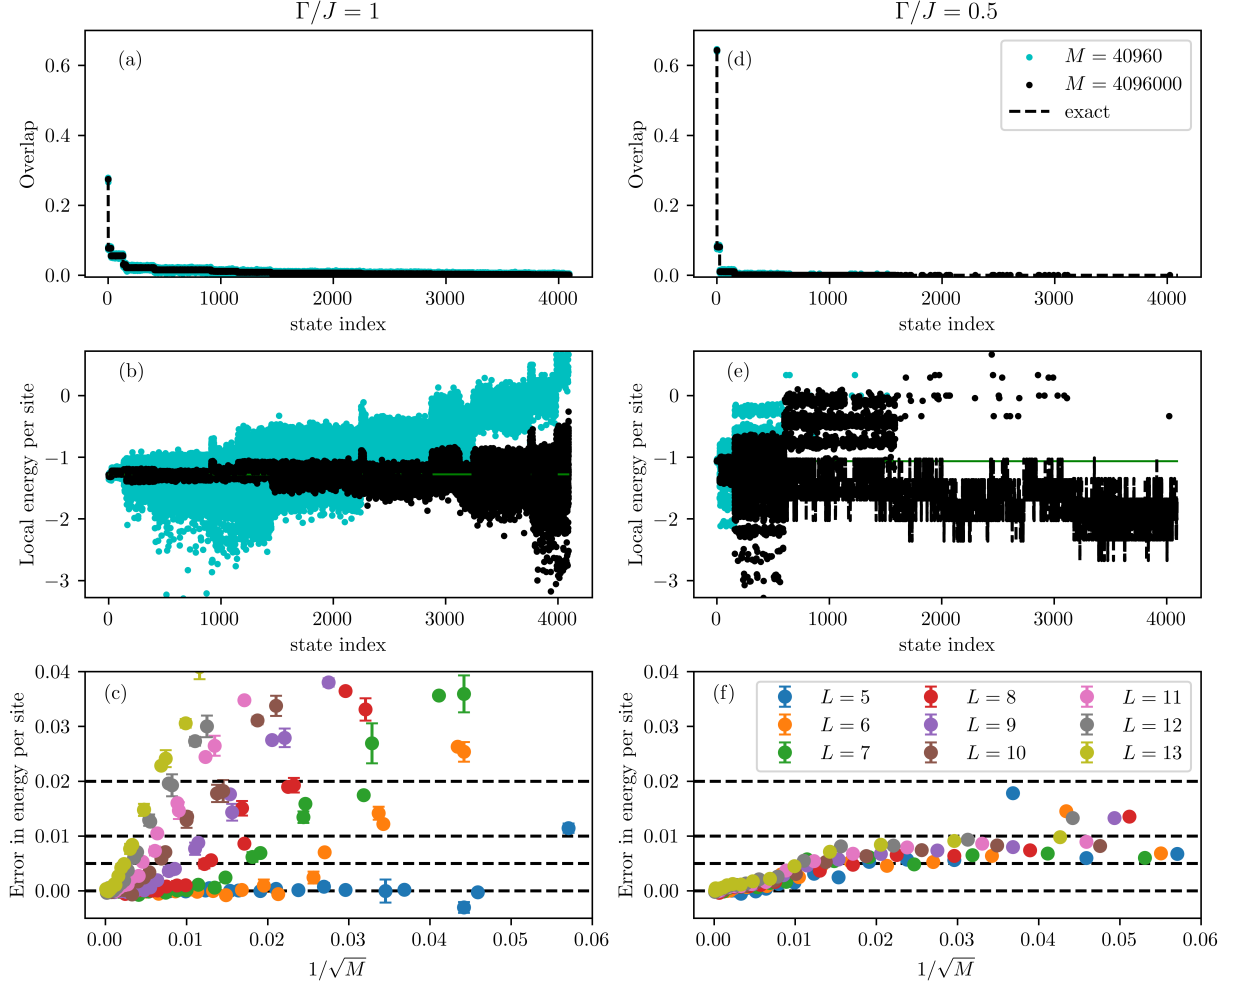 Γ/J = 1
Γ/J = 0.5
(a)
Overlap
0.6
0.4
0.2
0.0
0 1000 2000 3000 4000
state index
(d)
Overlap
0.6
0.4
0.2
0.0
0 1000 2000 3000 4000
state index
M = 40960
M = 4096000
exact
(b)
Local energy per site
0
−1
−2
−3
0 1000 2000 3000 4000
state index
(e)
Local energy per site
0
−1
−2
−3
0 1000 2000 3000 4000
state index
(c)
Error in energy per site
0.04
0.03
0.02
0.01
0.00
0.00 0.01 0.02 0.03 0.04 0.05 0.06
1/√M
(f)
Error in energy per site
0.04
0.03
0.02
0.01
0.00
0.00 0.01 0.02 0.03 0.04 0.05 0.06
1/√M
L = 5 L = 8 L = 11
L = 6 L = 9 L = 12
L = 7 L = 10 L = 13